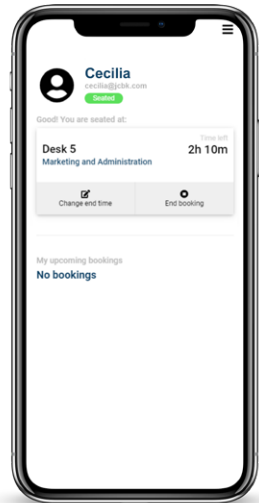 Cecilia
cecilia@jcbk.com
Seated
Good! You are seated at:
Time left
Desk 5
2h 10m
Marketing and Administration
Change end time
End booking
My upcoming bookings
No bookings